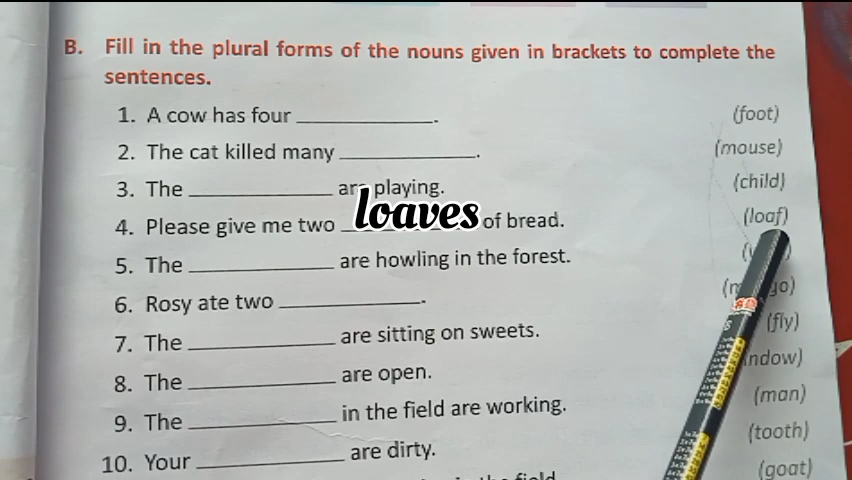 B. Fill in the plural forms of the nouns given in brackets to complete the
sentences.
1. A cow has four ____________. (foot)
2. The cat killed many ____________. (mouse)
3. The ____________ are playing. (child)
4. Please give me two loaves of bread. (loaf)
5. The ____________ are howling in the forest.
6. Rosy ate two ____________.
7. The ____________ are sitting on sweets. (fly)
8. The ____________ are open.
9. The ____________ in the field are working. (man)
10. Your ____________ are dirty. (tooth)
(goat)